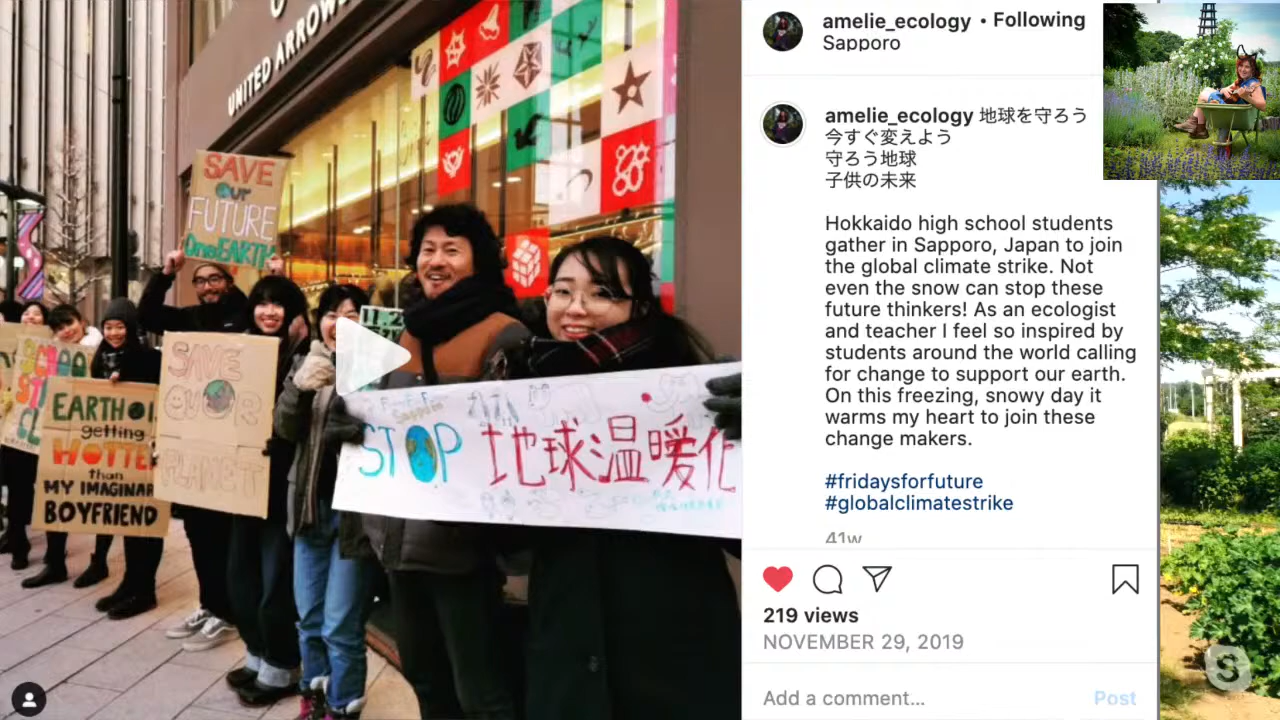 UNITED ARROWS
SAVE
our
FUTURE
One EARTH
SAVE
OUR
PLANET
EARTH
getting
HOTTE
than
MY IMAGINAR
BOYFRIEND
Sapporo
STOP 地球温暖化
amelie_ecology • Following
Sapporo
amelie_ecology 地球を守ろう
今すぐ変えよう
守ろう地球
子供の未来
Hokkaido high school students
gather in Sapporo, Japan to join
the global climate strike. Not
even the snow can stop these
future thinkers! As an ecologist
and teacher I feel so inspired by
students around the world calling
for change to support our earth.
On this freezing, snowy day it
warms my heart to join these
change makers.
#fridaysforfuture
#globalclimatestrike
41w
219 views
NOVEMBER 29, 2019
Add a comment...
Post
S